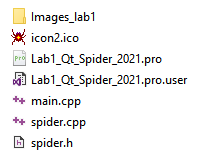 Images_lab1
icon2.ico
Lab1_Qt_Spider_2021.pro
Lab1_Qt_Spider_2021.pro.user
main.cpp
spider.cpp
spider.h